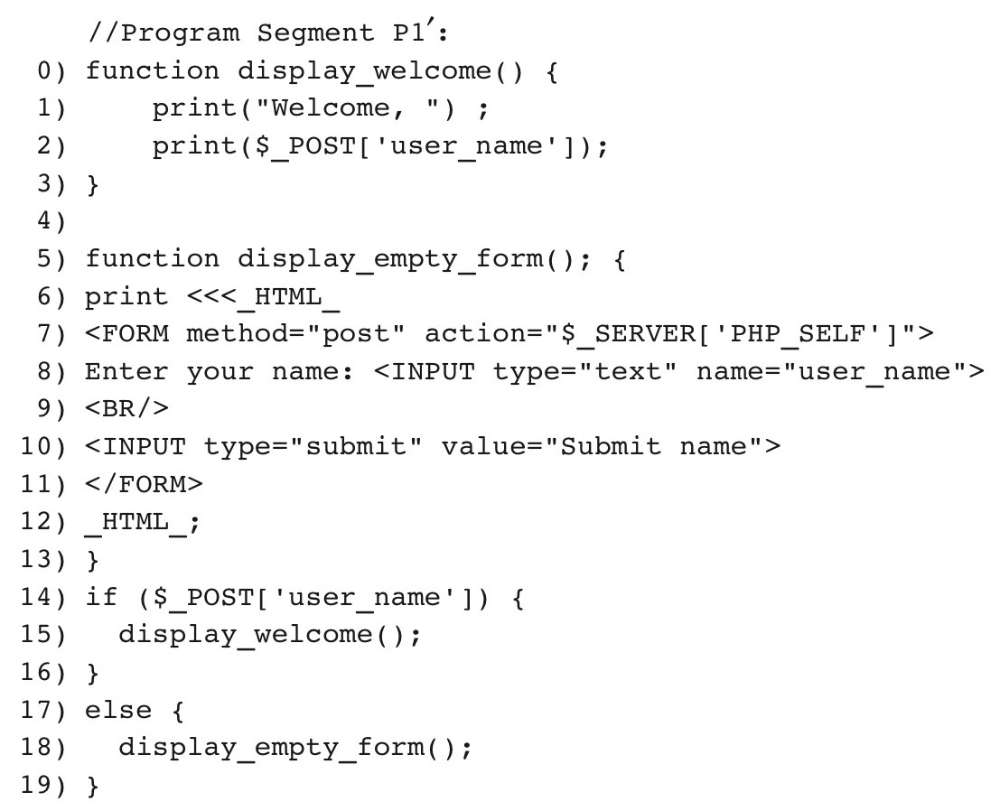 //Program Segment P1′:
0) function display_welcome() {
1)     print("Welcome, ") ;
2)     print($_POST['user_name']);
3) }
4)
5) function display_empty_form(); {
6) print <<<_HTML_
7) <FORM method="post" action="$_SERVER['PHP_SELF']">
8) Enter your name: <INPUT type="text" name="user_name">
9) <BR/>
10) <INPUT type="submit" value="Submit name">
11) </FORM>
12) _HTML_;
13) }
14) if ($_POST['user_name']) {
15)   display_welcome();
16) }
17) else {
18)   display_empty_form();
19) }